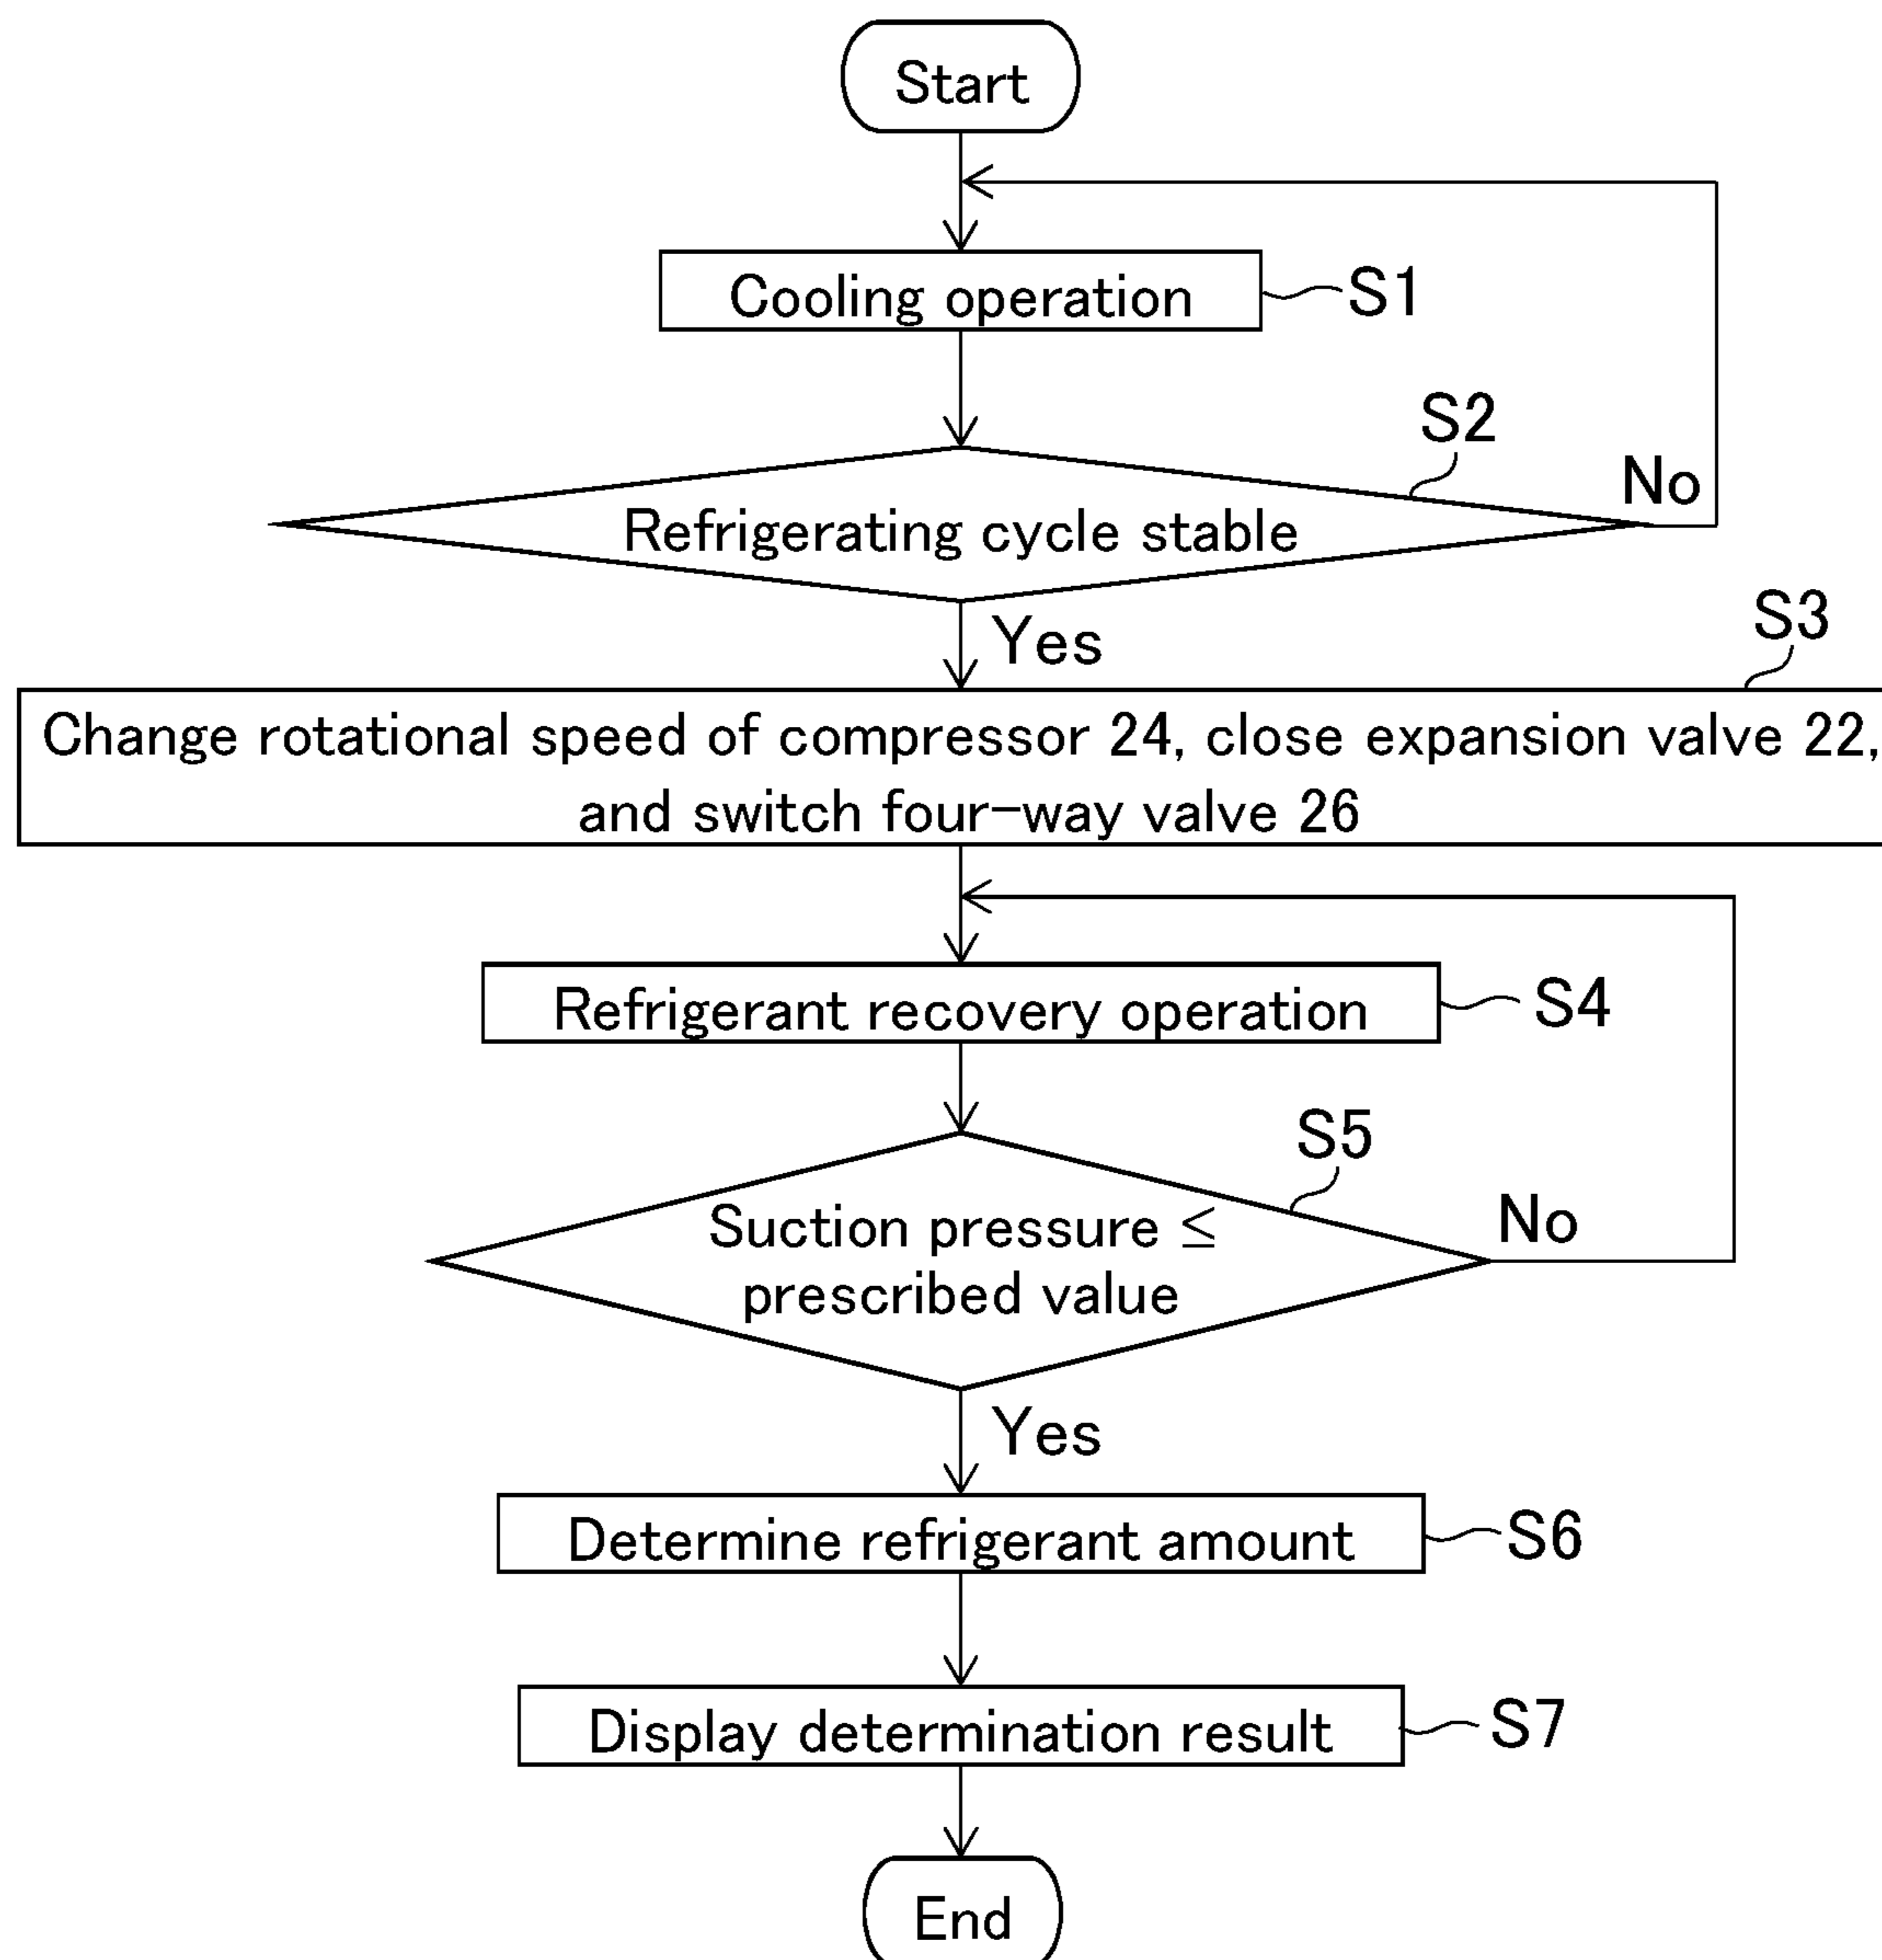 Start
Cooling operation
S1
S2
Refrigerating cycle stable
No
Yes
S3
Change rotational speed of compressor 24, close expansion valve 22,
and switch four-way valve 26
Refrigerant recovery operation
S4
S5
Suction pressure ≤
prescribed value
No
Yes
Determine refrigerant amount
S6
Display determination result
S7
End